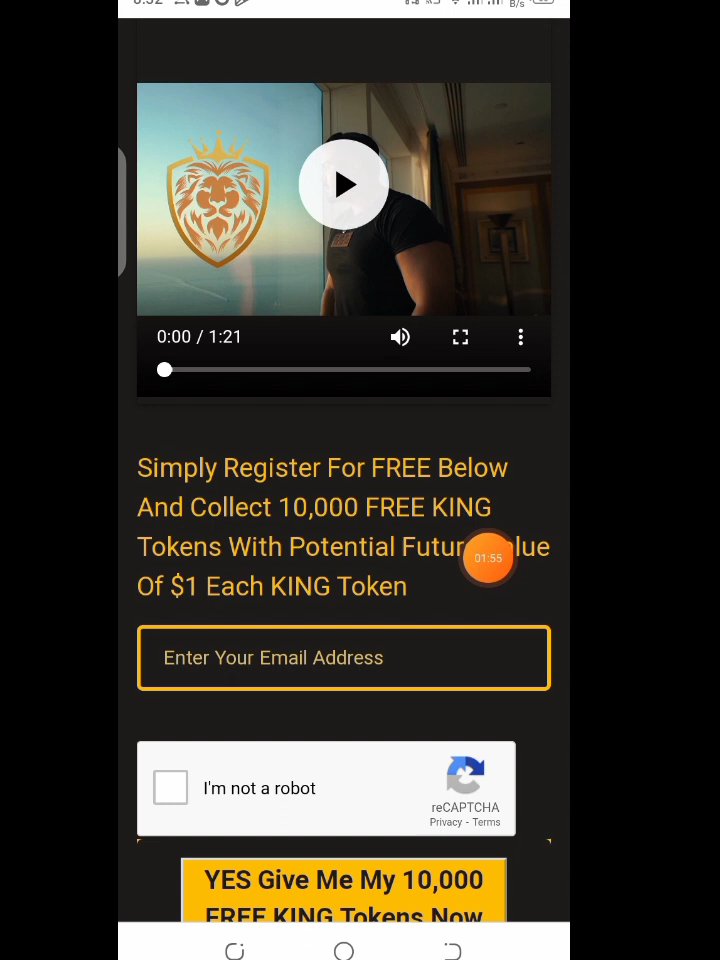 B/s
0:00 / 1:21
Simply Register For FREE Below
And Collect 10,000 FREE KING
Tokens With Potential
Of $1 Each KING Token
01:55
Enter Your Email Address
I'm not a robot
reCAPTCHA
Privacy - Terms
YES Give Me My 10,000
FREE KING Tokens Now